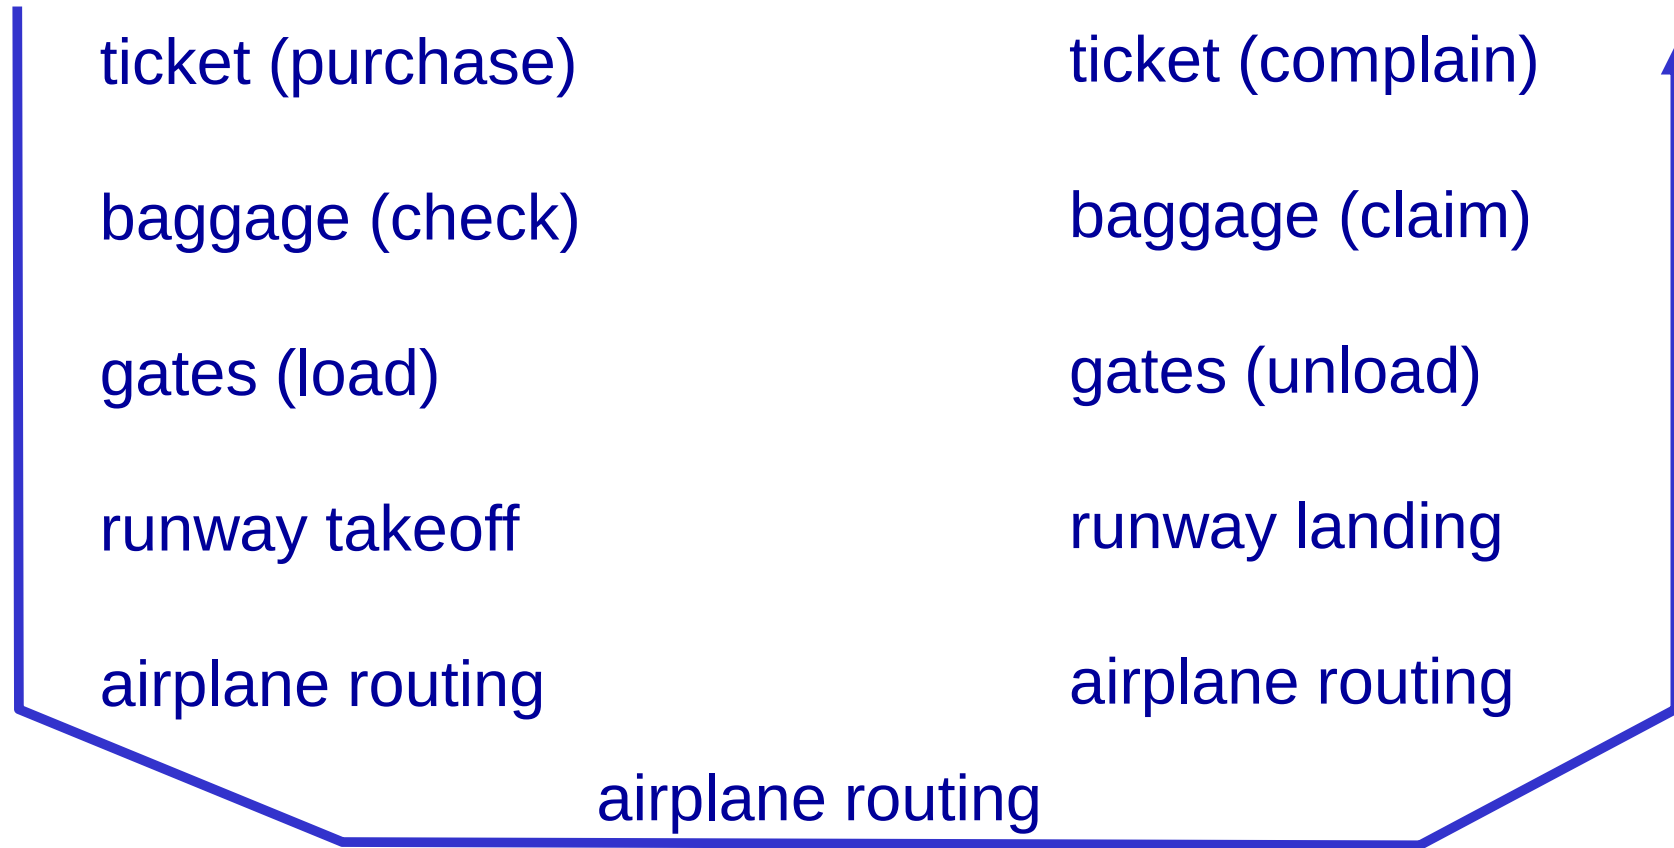 ticket (purchase)
baggage (check)
gates (load)
runway takeoff
airplane routing
airplane routing
ticket (complain)
baggage (claim)
gates (unload)
runway landing
airplane routing